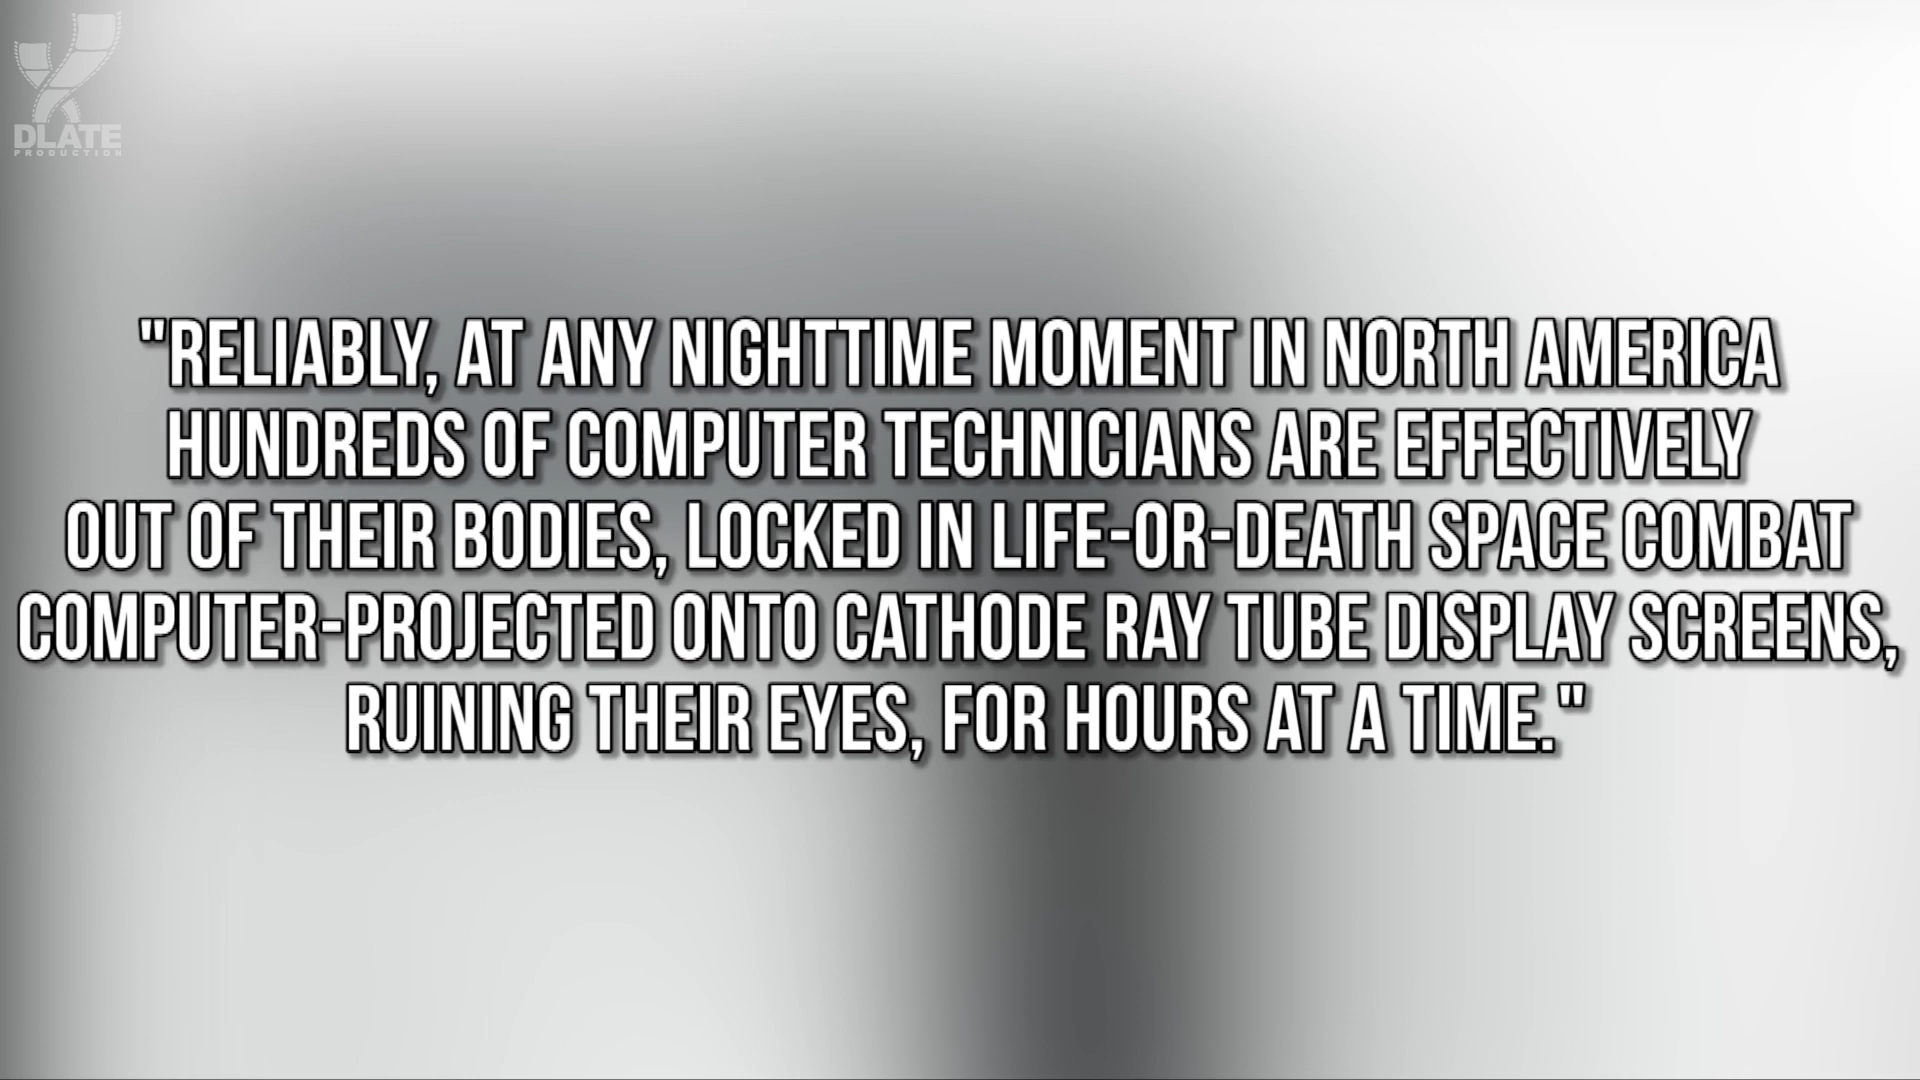 DLATE
PRODUCTION
"RELIABLY, AT ANY NIGHTTIME MOMENT IN NORTH AMERICA
HUNDREDS OF COMPUTER TECHNICIANS ARE EFFECTIVELY
OUT OF THEIR BODIES, LOCKED IN LIFE-OR-DEATH SPACE COMBAT
COMPUTER-PROJECTED ONTO CATHODE RAY TUBE DISPLAY SCREENS,
RUINING THEIR EYES, FOR HOURS AT A TIME."